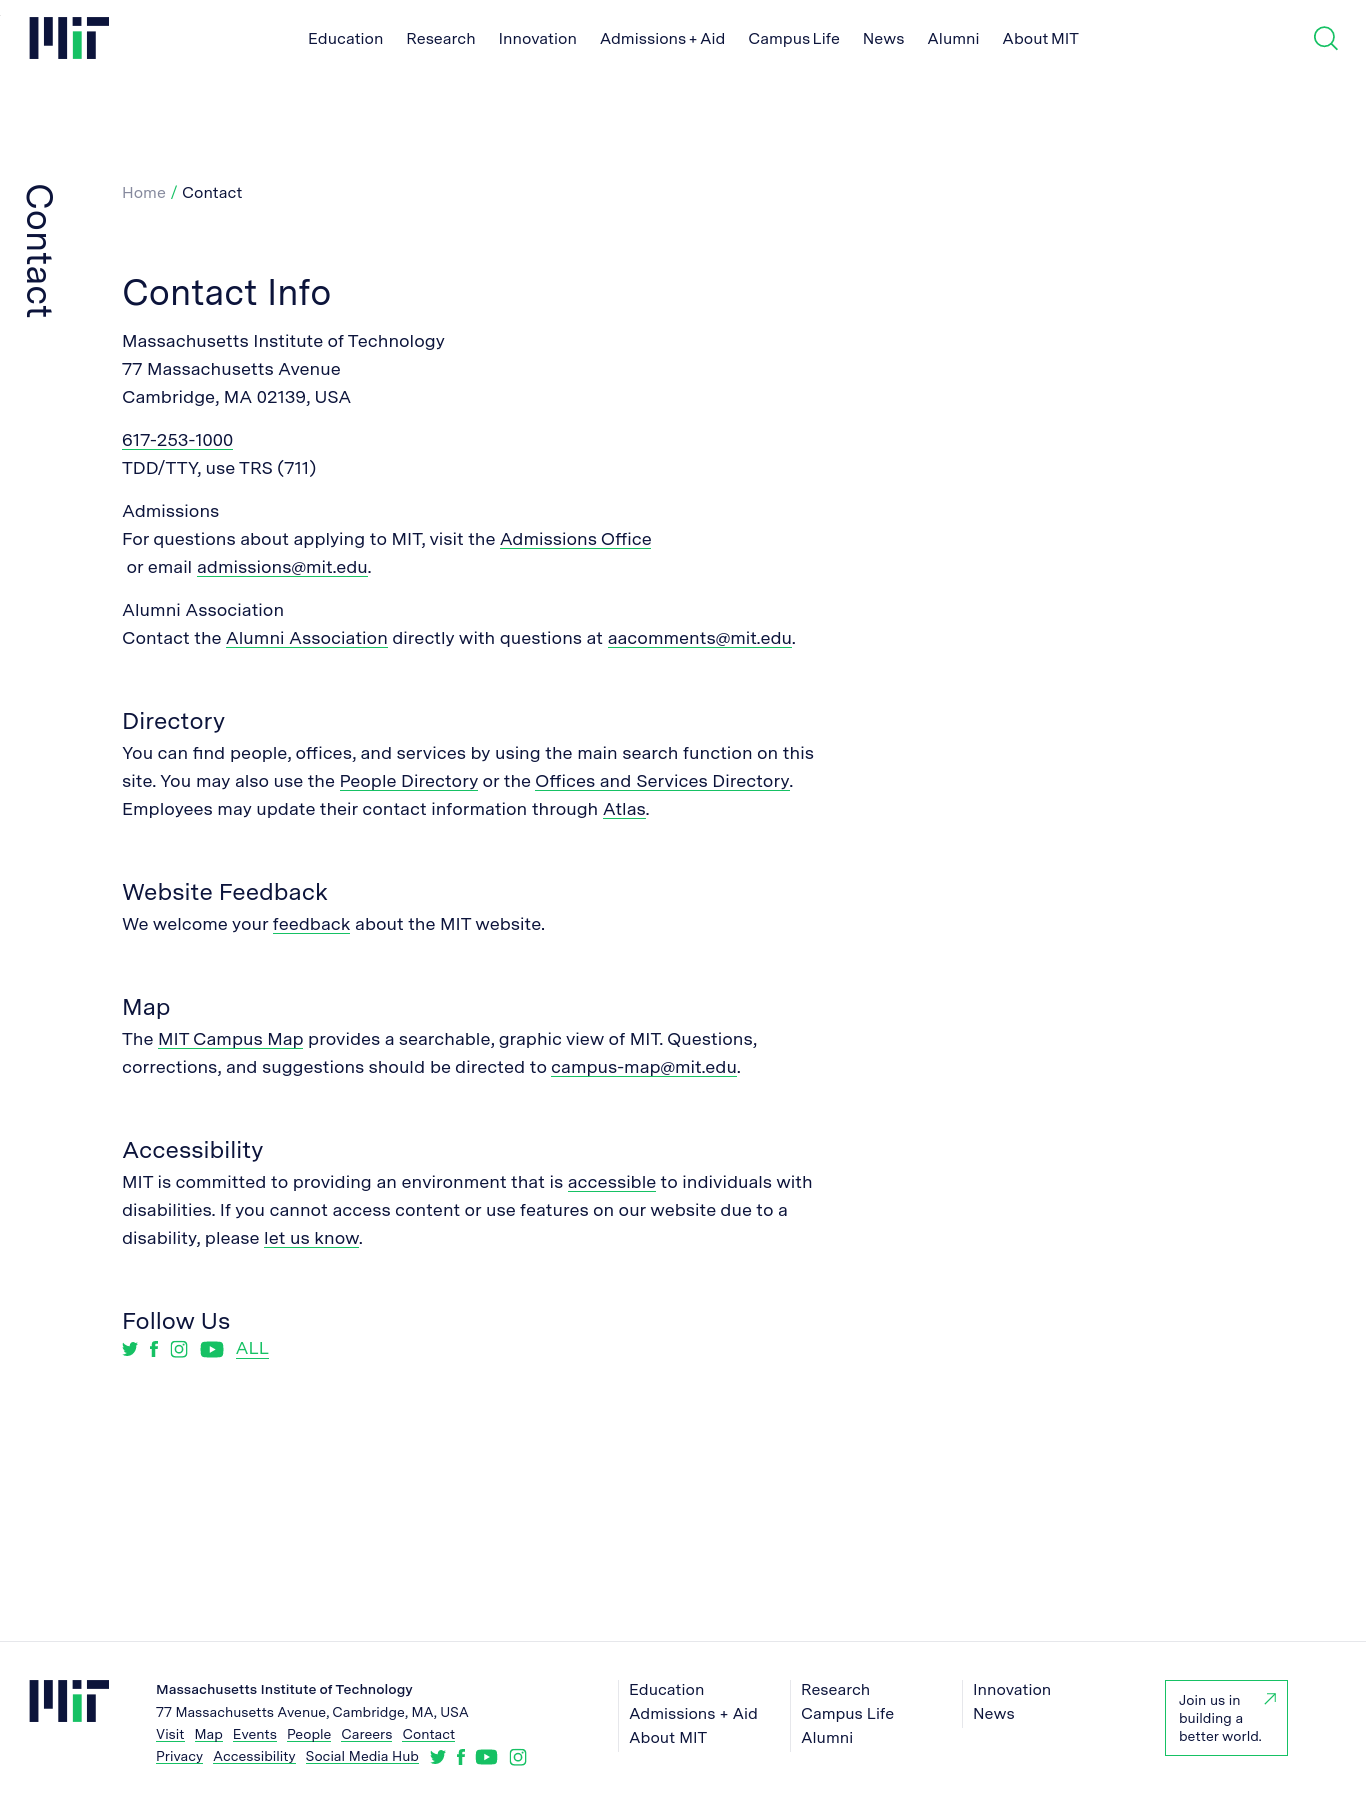 MIT
Education Research Innovation Admissions + Aid Campus Life News Alumni About MIT
Contact
Home / Contact
Contact Info
Massachusetts Institute of Technology
77 Massachusetts Avenue
Cambridge, MA 02139, USA
617-253-1000
TDD/TTY, use TRS (711)
Admissions
For questions about applying to MIT, visit the Admissions Office
or email admissions@mit.edu.
Alumni Association
Contact the Alumni Association directly with questions at aacomments@mit.edu.
Directory
You can find people, offices, and services by using the main search function on this
site. You may also use the People Directory or the Offices and Services Directory.
Employees may update their contact information through Atlas.
Website Feedback
We welcome your feedback about the MIT website.
Map
The MIT Campus Map provides a searchable, graphic view of MIT. Questions,
corrections, and suggestions should be directed to campus-map@mit.edu.
Accessibility
MIT is committed to providing an environment that is accessible to individuals with
disabilities. If you cannot access content or use features on our website due to a
disability, please let us know.
Follow Us
ALL
MIT
Massachusetts Institute of Technology
77 Massachusetts Avenue, Cambridge, MA, USA
Visit Map Events People Careers Contact
Privacy Accessibility Social Media Hub
Education
Admissions + Aid
About MIT
Research
Campus Life
Alumni
Innovation
News
Join us in
building a
better world.